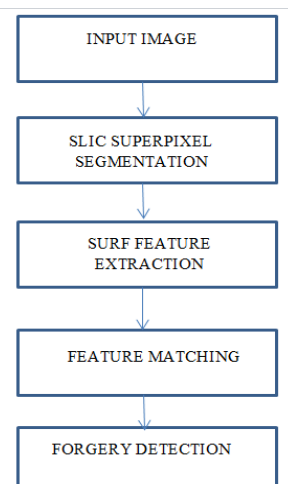 INPUT IMAGE
SLIC SUPERPIXEL
SEGMENTATION
SURF FEATURE
EXTRACTION
FEATURE MATCHING
FORGERY DETECTION